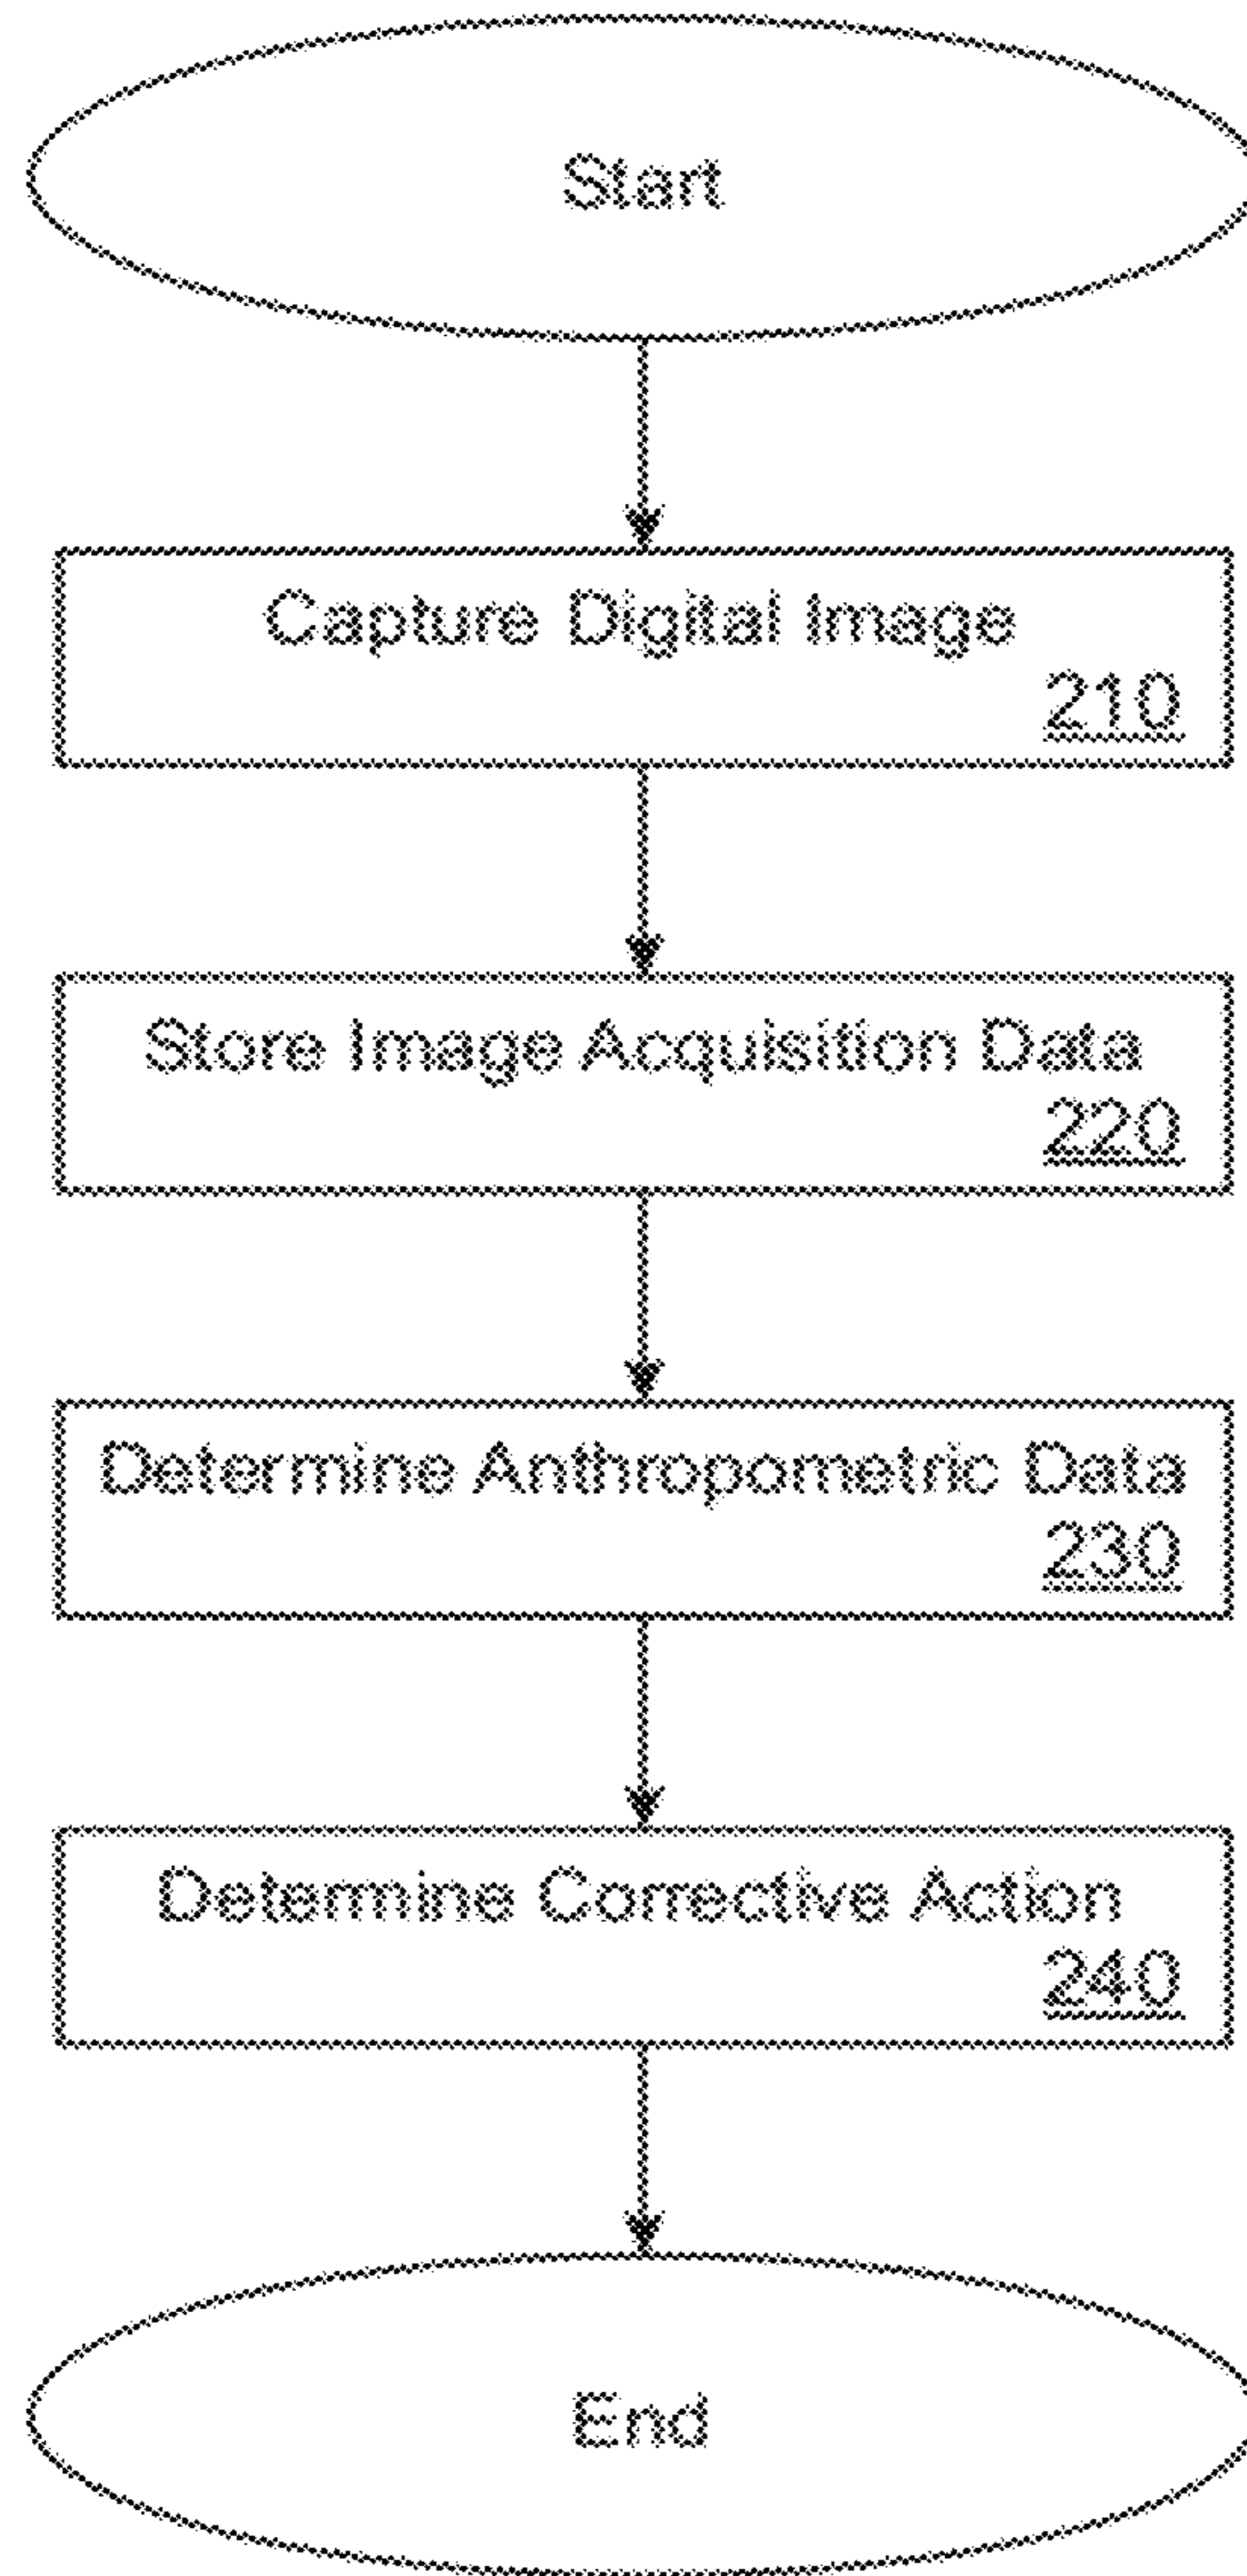 Start
Capture Digital Image
210
Store Image Acquisition Data
220
Determine Anthropometric Data
230
Determine Corrective Action
240
End